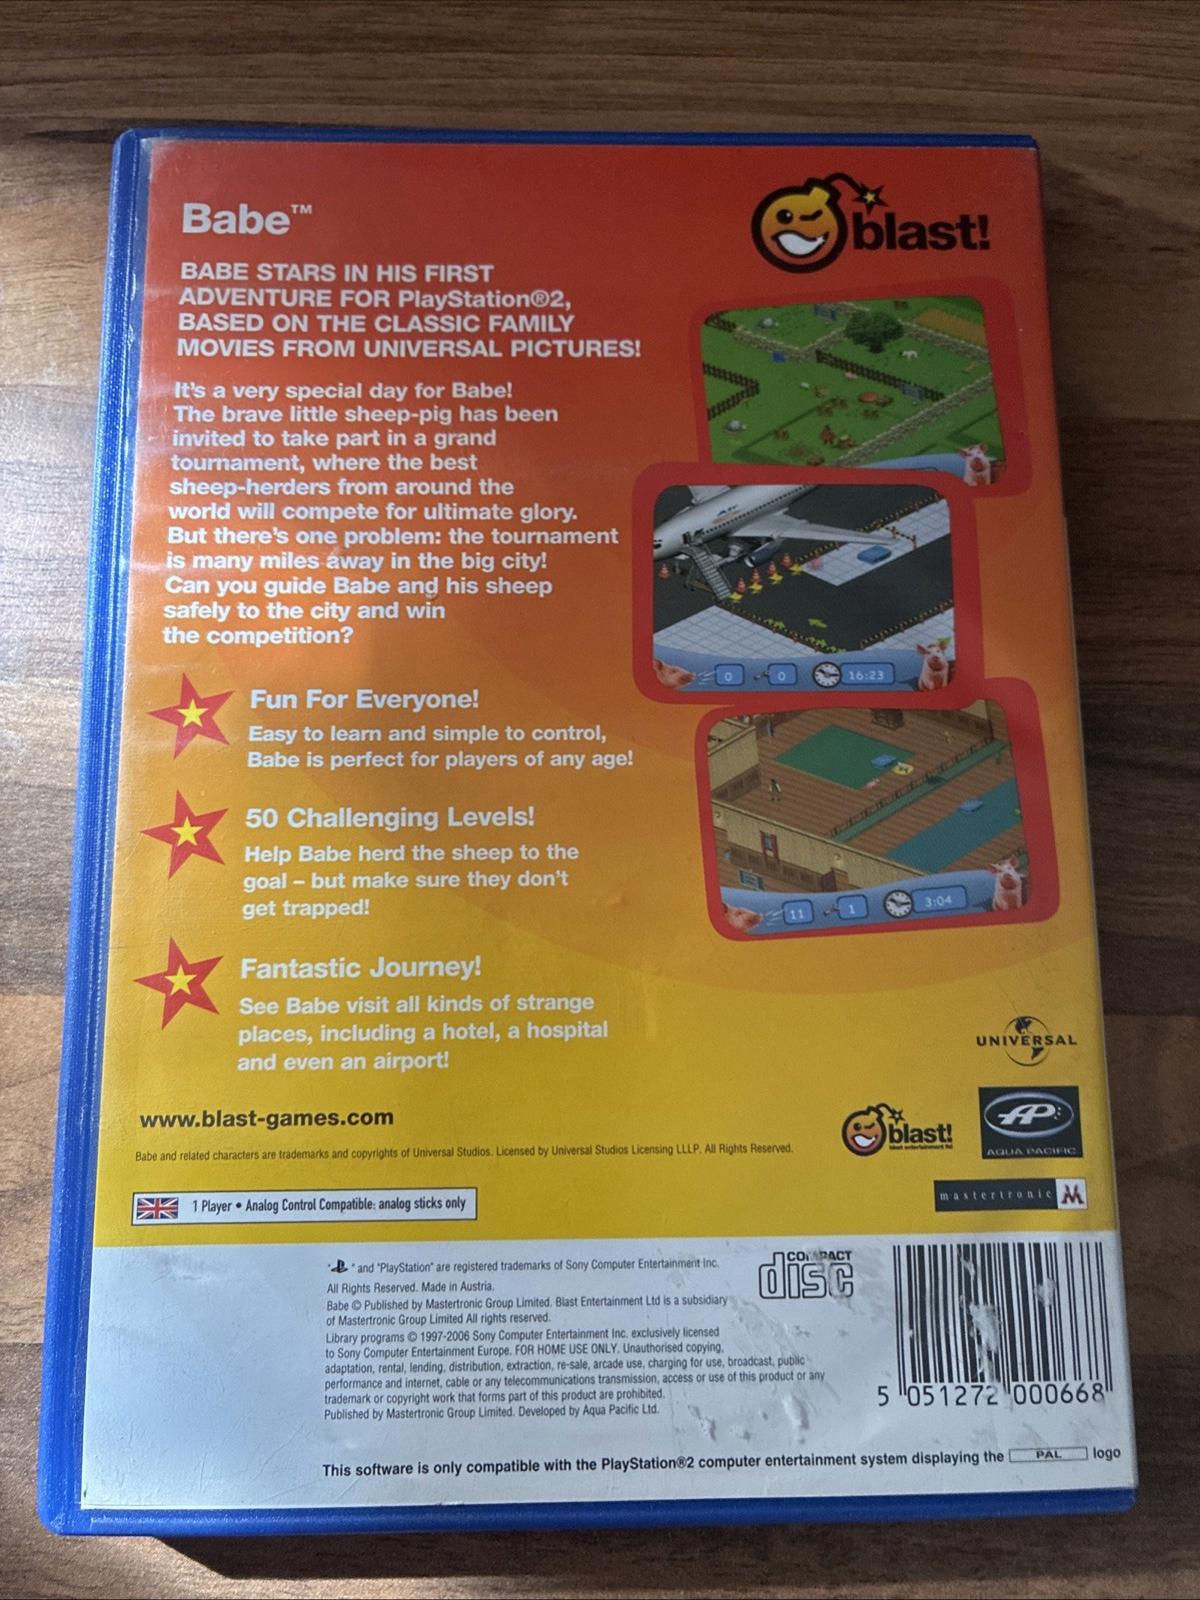 Babe™
blast!
BABE STARS IN HIS FIRST
ADVENTURE FOR PlayStation®2,
BASED ON THE CLASSIC FAMILY
MOVIES FROM UNIVERSAL PICTURES!
It's a very special day for Babe!
The brave little sheep-pig has been
invited to take part in a grand
tournament, where the best
sheep-herders from around the
world will compete for ultimate glory.
But there's one problem: the tournament
is many miles away in the big city!
Can you guide Babe and his sheep
safely to the city and win
the competition?
0 0 16:23
Fun For Everyone!
Easy to learn and simple to control,
Babe is perfect for players of any age!
50 Challenging Levels!
Help Babe herd the sheep to the
goal – but make sure they don't
get trapped!
11 1 3:04
Fantastic Journey!
See Babe visit all kinds of strange
places, including a hotel, a hospital
and even an airport!
UNIVERSAL
www.blast-games.com
blast!
blast entertainment ltd
AP
AQUA PACIFIC
Babe and related characters are trademarks and copyrights of Universal Studios. Licensed by Universal Studios Licensing LLLP. All Rights Reserved.
1 Player • Analog Control Compatible: analog sticks only
mastertronic M
" " and "PlayStation" are registered trademarks of Sony Computer Entertainment Inc.
All Rights Reserved. Made in Austria.
Babe © Published by Mastertronic Group Limited. Blast Entertainment Ltd is a subsidiary
of Mastertronic Group Limited All rights reserved.
Library programs © 1997-2006 Sony Computer Entertainment Inc. exclusively licensed
to Sony Computer Entertainment Europe. FOR HOME USE ONLY. Unauthorised copying,
adaptation, rental, lending, distribution, extraction, re-sale, arcade use, charging for use, broadcast, public
performance and internet, cable or any telecommunications transmission, access or use of this product or any
trademark or copyright work that forms part of this product are prohibited.
Published by Mastertronic Group Limited. Developed by Aqua Pacific Ltd.
COMPACT
disc
5 051272 000668
This software is only compatible with the PlayStation®2 computer entertainment system displaying the PAL logo